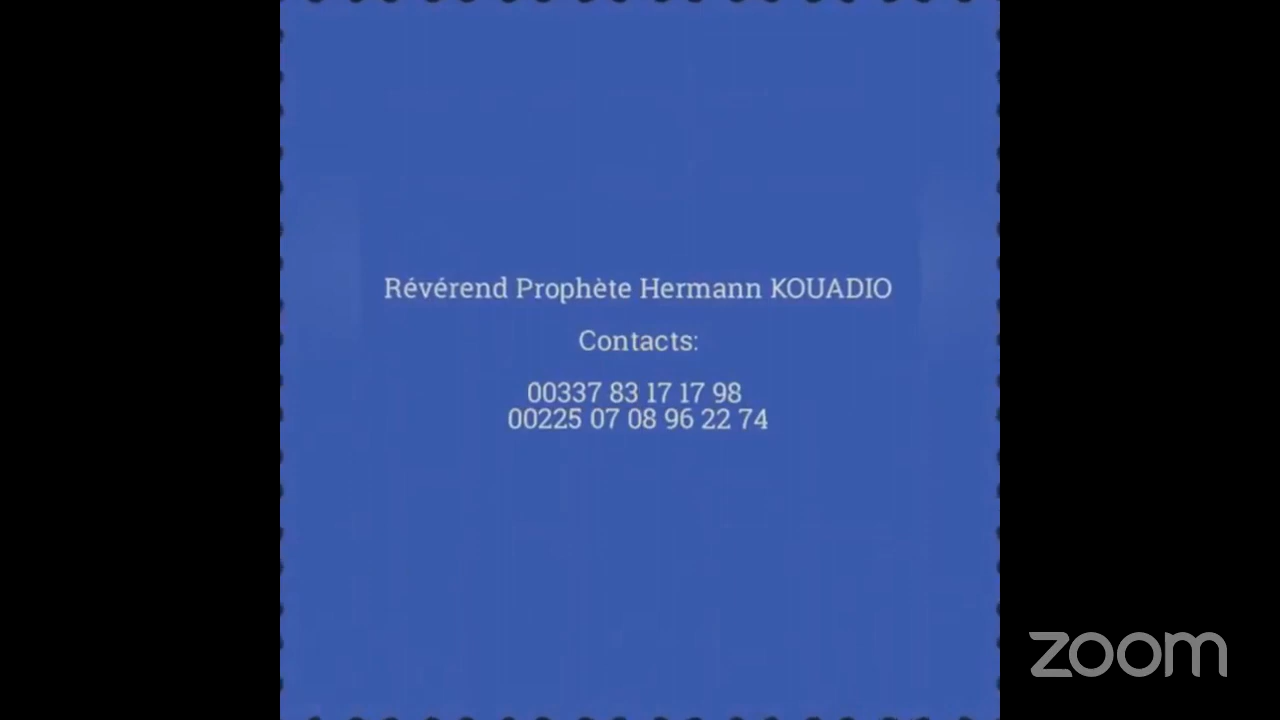 Révérend Prophète Hermann KOUADIO
Contacts:
00337 83 17 17 98
00225 07 08 96 22 74
zoom